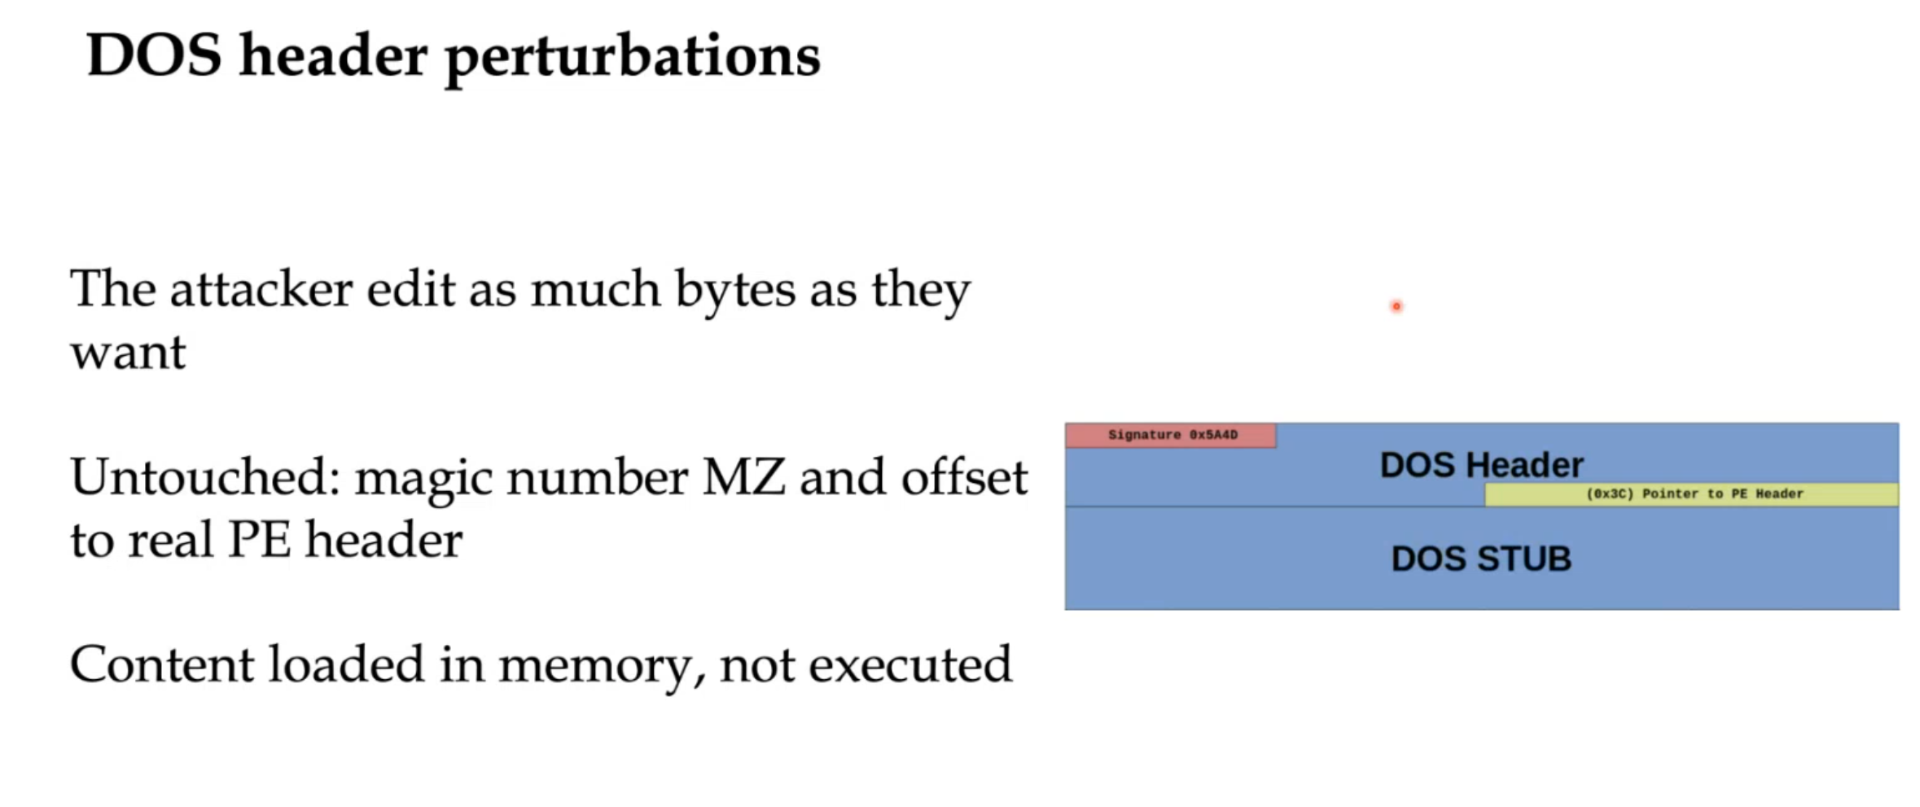 DOS header perturbations
The attacker edit as much bytes as they
want
Untouched: magic number MZ and offset
to real PE header
Content loaded in memory, not executed
Signature 0x5A4D
DOS Header
(0x3C) Pointer to PE Header
DOS STUB